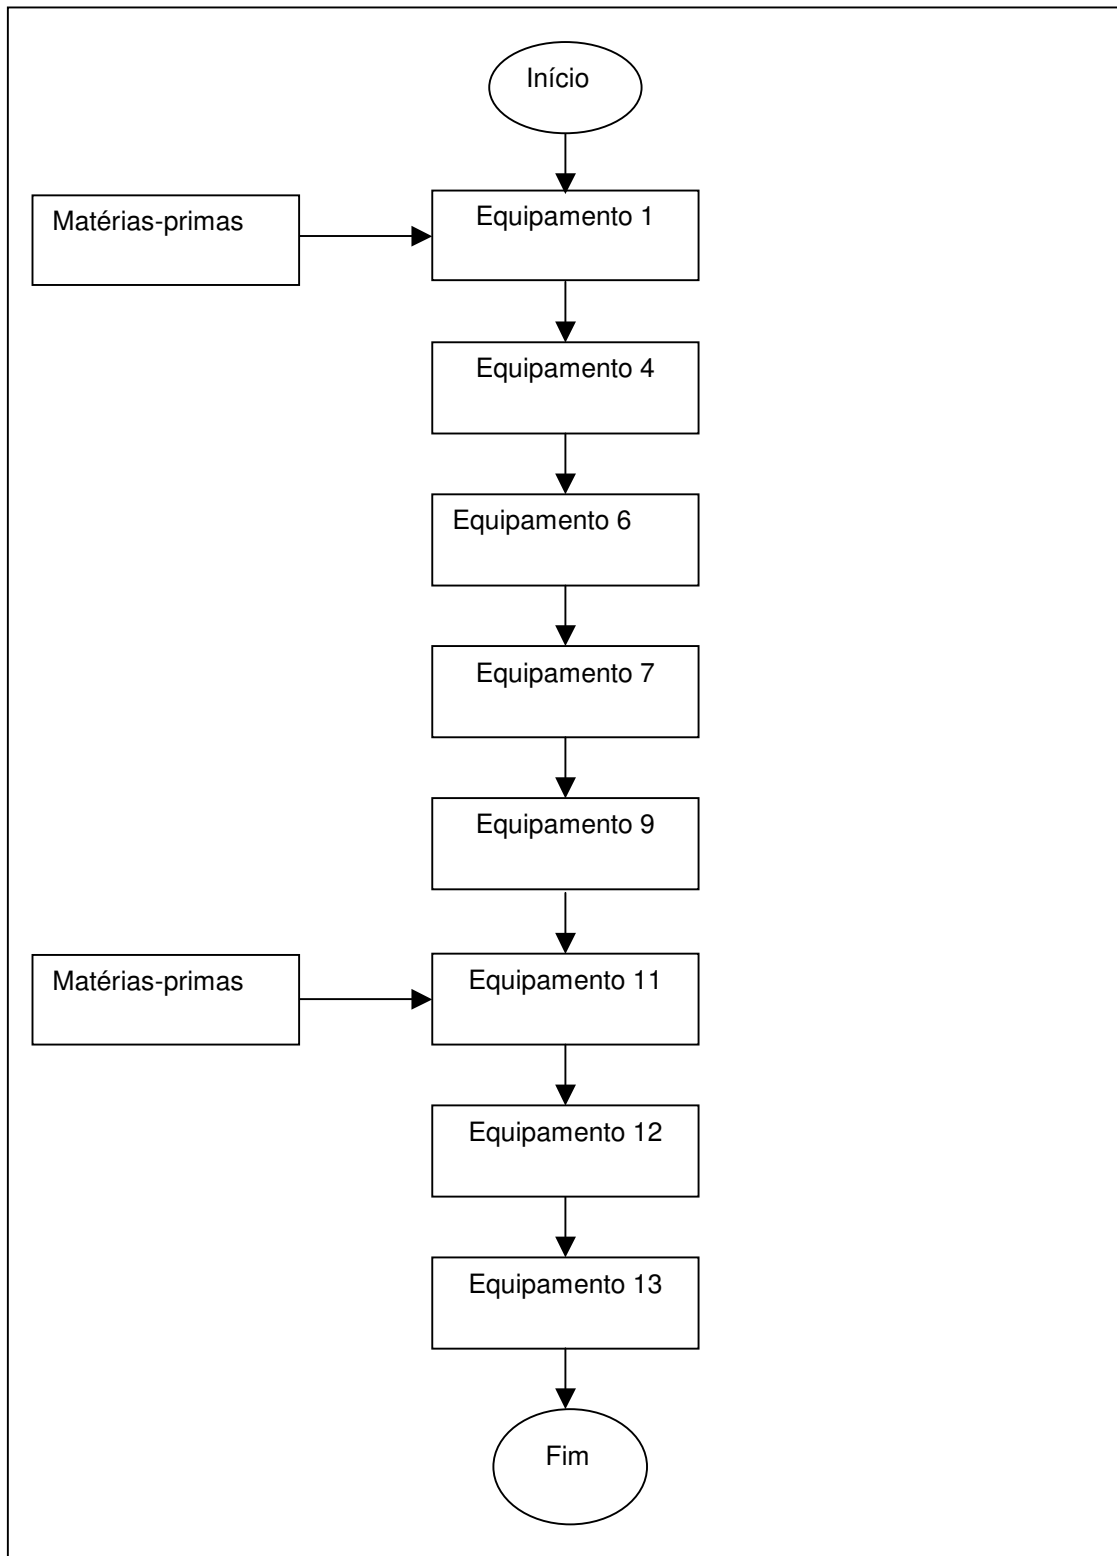 Início
Matérias-primas
Equipamento 1
Equipamento 4
Equipamento 6
Equipamento 7
Equipamento 9
Matérias-primas
Equipamento 11
Equipamento 12
Equipamento 13
Fim